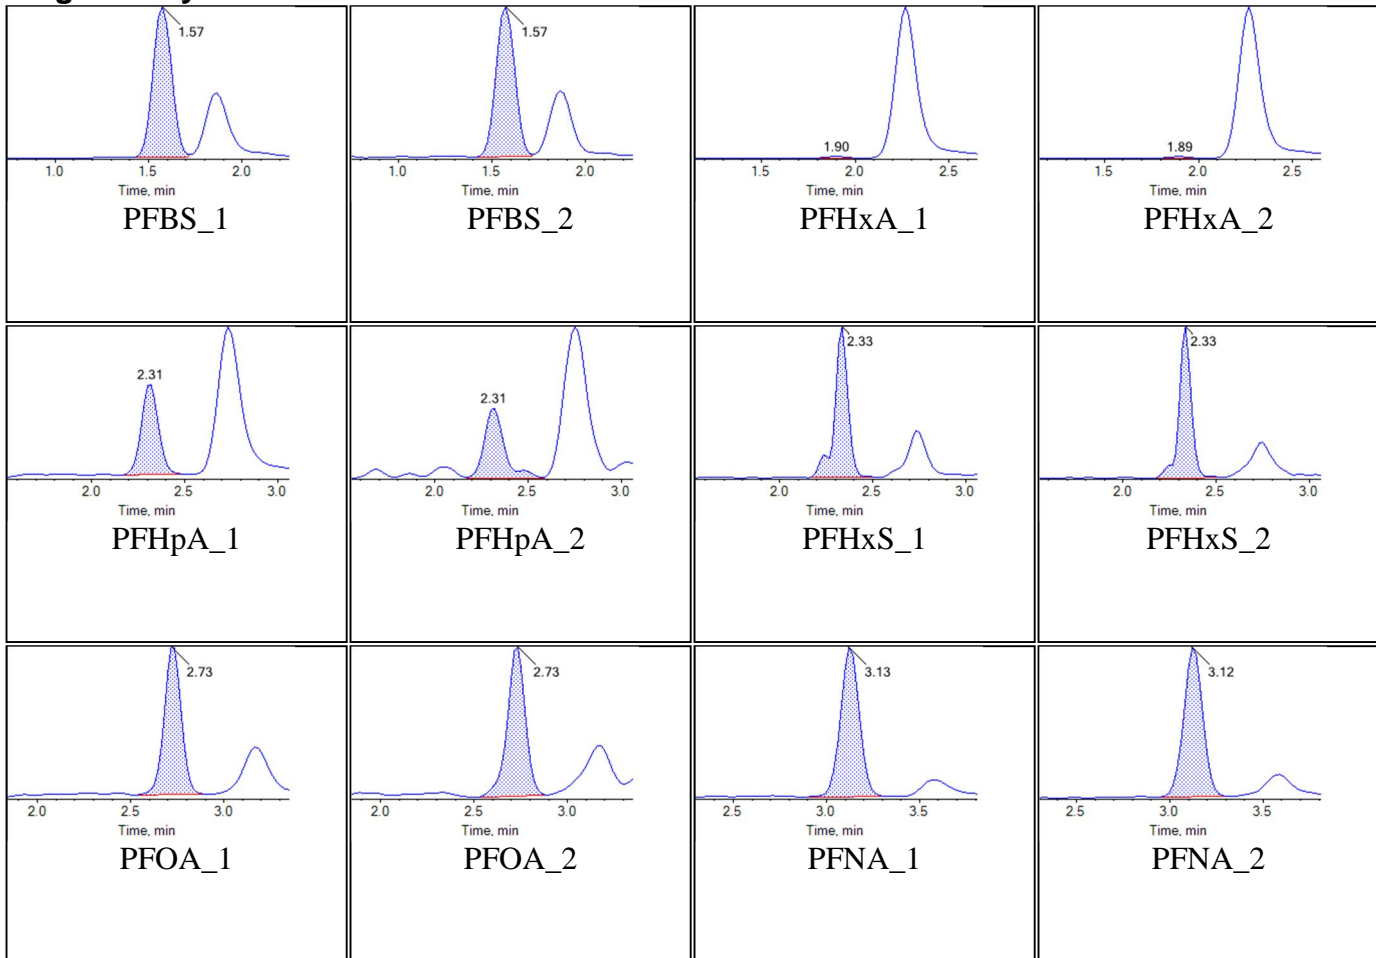 1.57
1.0 1.5 2.0
Time, min
PFBS_1
1.57
1.0 1.5 2.0
Time, min
PFBS_2
1.90
1.5 2.0 2.5
Time, min
PFHxA_1
1.89
1.5 2.0 2.5
Time, min
PFHxA_2
2.31
2.0 2.5 3.0
Time, min
PFHpA_1
2.31
2.0 2.5 3.0
Time, min
PFHpA_2
2.33
2.0 2.5 3.0
Time, min
PFHxS_1
2.33
2.0 2.5 3.0
Time, min
PFHxS_2
2.73
2.0 3.0
Time, min
PFOA_1
2.73
2.0 3.0
Time, min
PFOA_2
3.13
2.5 3.0 3.5
Time, min
PFNA_1
3.12
2.5 3.0 3.5
Time, min
PFNA_2